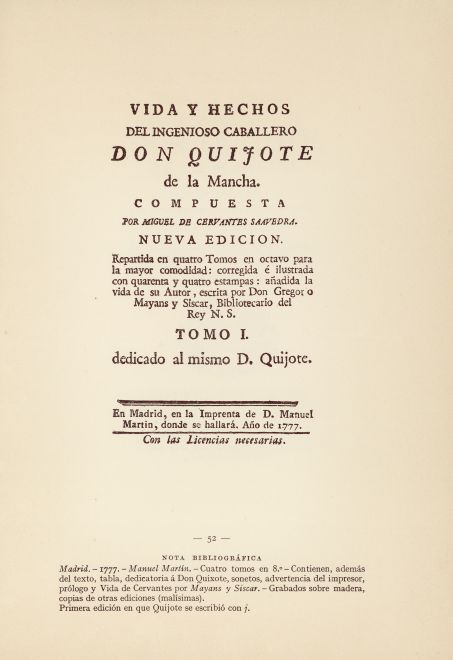 VIDA Y HECHOS
DEL INGENIOSO CABALLERO
DON QUIJOTE
de la Mancha.
COMPUESTA
POR MIGUEL DE CERVANTES SAAVEDRA.
NUEVA EDICION.
Repartida en quatro Tomos en octavo para
la mayor comodidad: corregida é ilustrada
con quarenta y quatro estampas: añadida la
vida de su Autor, escrita por Don Gregorio
Mayans y Siscar, Bibliotecario del
Rey N. S.
TOMO I.
dedicado al mismo D. Quijote.
En Madrid, en la Imprenta de D. Manuel
Martin, donde se hallará. Año de 1777.
Con las Licencias necesarias.
— 52 —
NOTA BIBLIOGRÁFICA
Madrid. – 1777. – Manuel Martín. – Cuatro tomos en 8.º – Contienen, además
del texto, tabla, dedicatoria á Don Quixote, sonetos, advertencia del impresor,
prólogo y Vida de Cervantes por Mayans y Siscar. – Grabados sobre madera,
copias de otras ediciones (malísimas).
Primera edición en que Quijote se escribió con j.